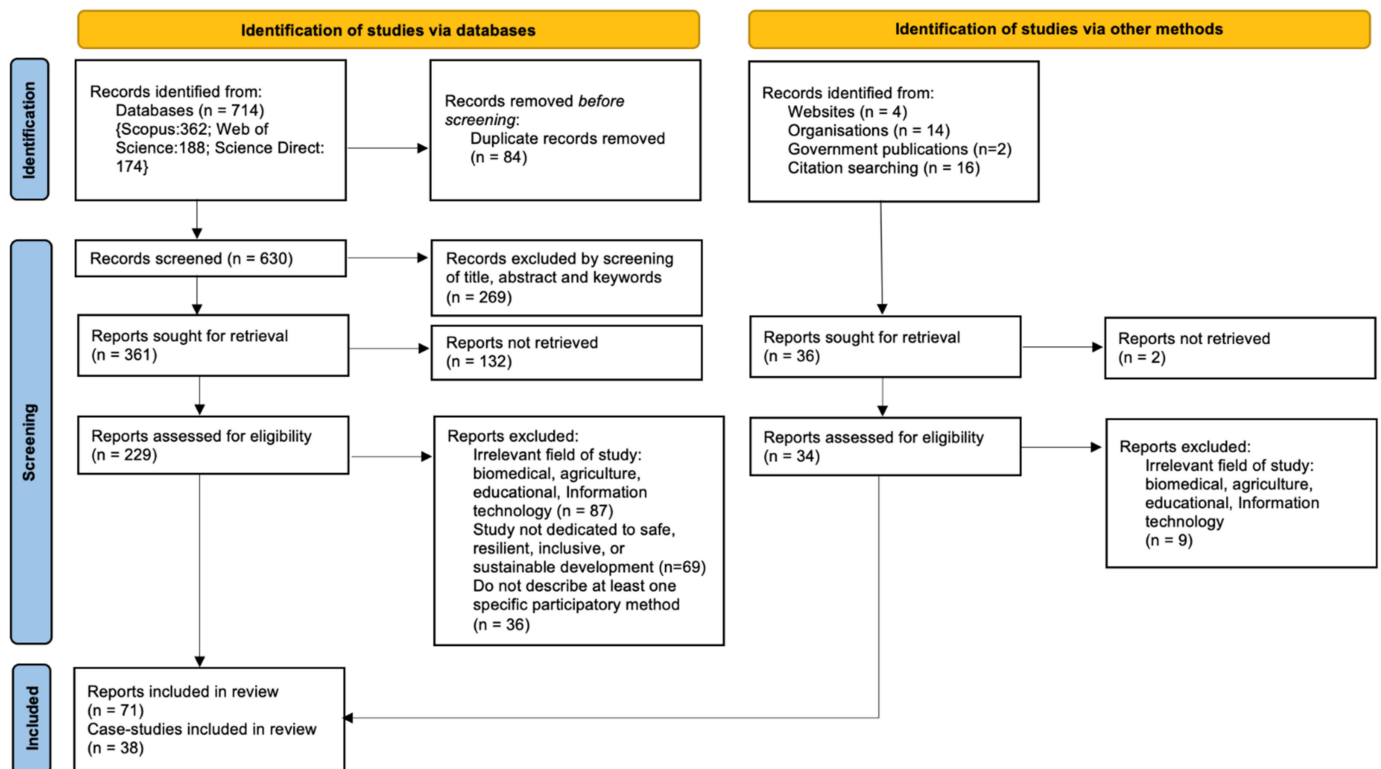 Identification of studies via databases
Identification of studies via other methods
Identification
Records identified from:
Databases (n = 714)
{Scopus:362; Web of
Science:188; Science Direct:
174}
Records removed before
screening:
Duplicate records removed
(n = 84)
Records identified from:
Websites (n = 4)
Organisations (n = 14)
Government publications (n=2)
Citation searching (n = 16)
Screening
Records screened (n = 630)
Records excluded by screening
of title, abstract and keywords
(n = 269)
Reports sought for retrieval
(n = 361)
Reports not retrieved
(n = 132)
Reports sought for retrieval
(n = 36)
Reports not retrieved
(n = 2)
Reports assessed for eligibility
(n = 229)
Reports excluded:
Irrelevant field of study:
biomedical, agriculture,
educational, Information
technology (n = 87)
Study not dedicated to safe,
resilient, inclusive, or
sustainable development (n=69)
Do not describe at least one
specific participatory method
(n = 36)
Reports assessed for eligibility
(n = 34)
Reports excluded:
Irrelevant field of study:
biomedical, agriculture,
educational, Information
technology
(n = 9)
Included
Reports included in review
(n = 71)
Case-studies included in review
(n = 38)